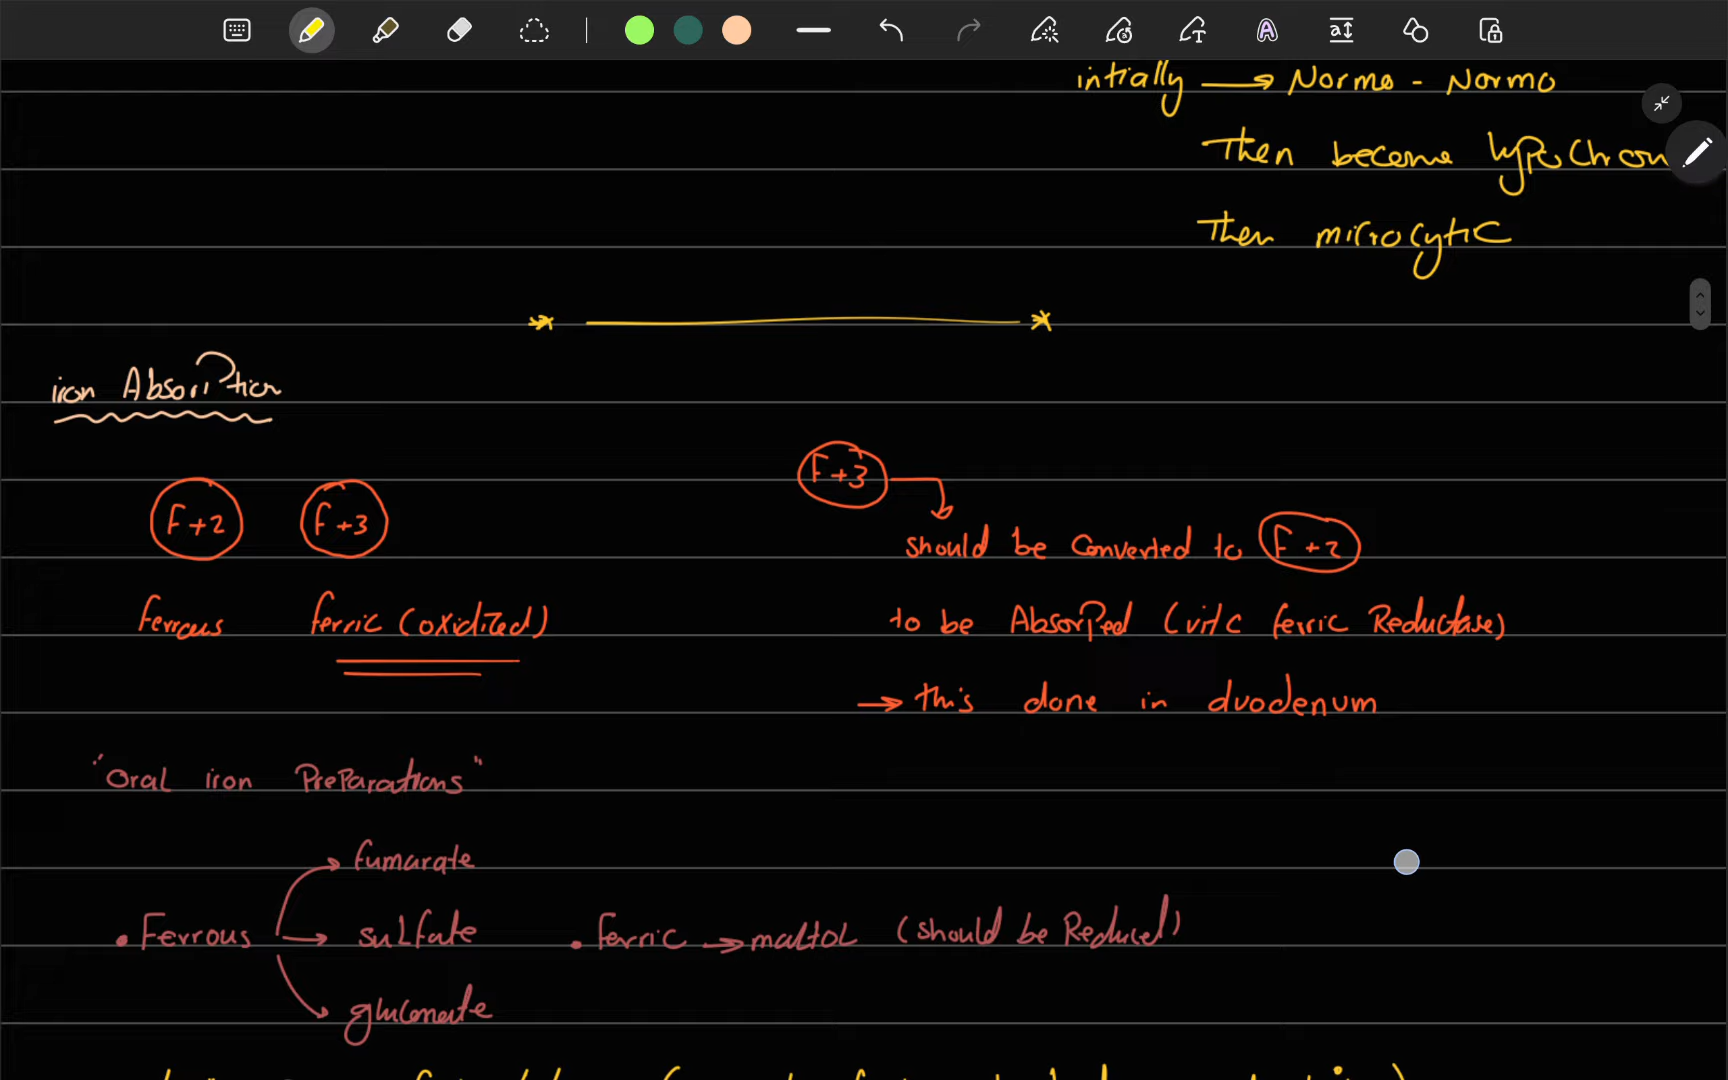 intially → Normo - Normo
Then become hypochrom
Then microcytic
iron Absorption
F+2 F+3
Ferrous ferric (oxidized)
F+3
should be converted to F+2
to be Absorped (vit c ferric Reductase)
→ this done in duodenum
"Oral iron Preparations"
fumarate
• Ferrous → sulfate • Ferric → maltol (should be Reduced)
gluconate